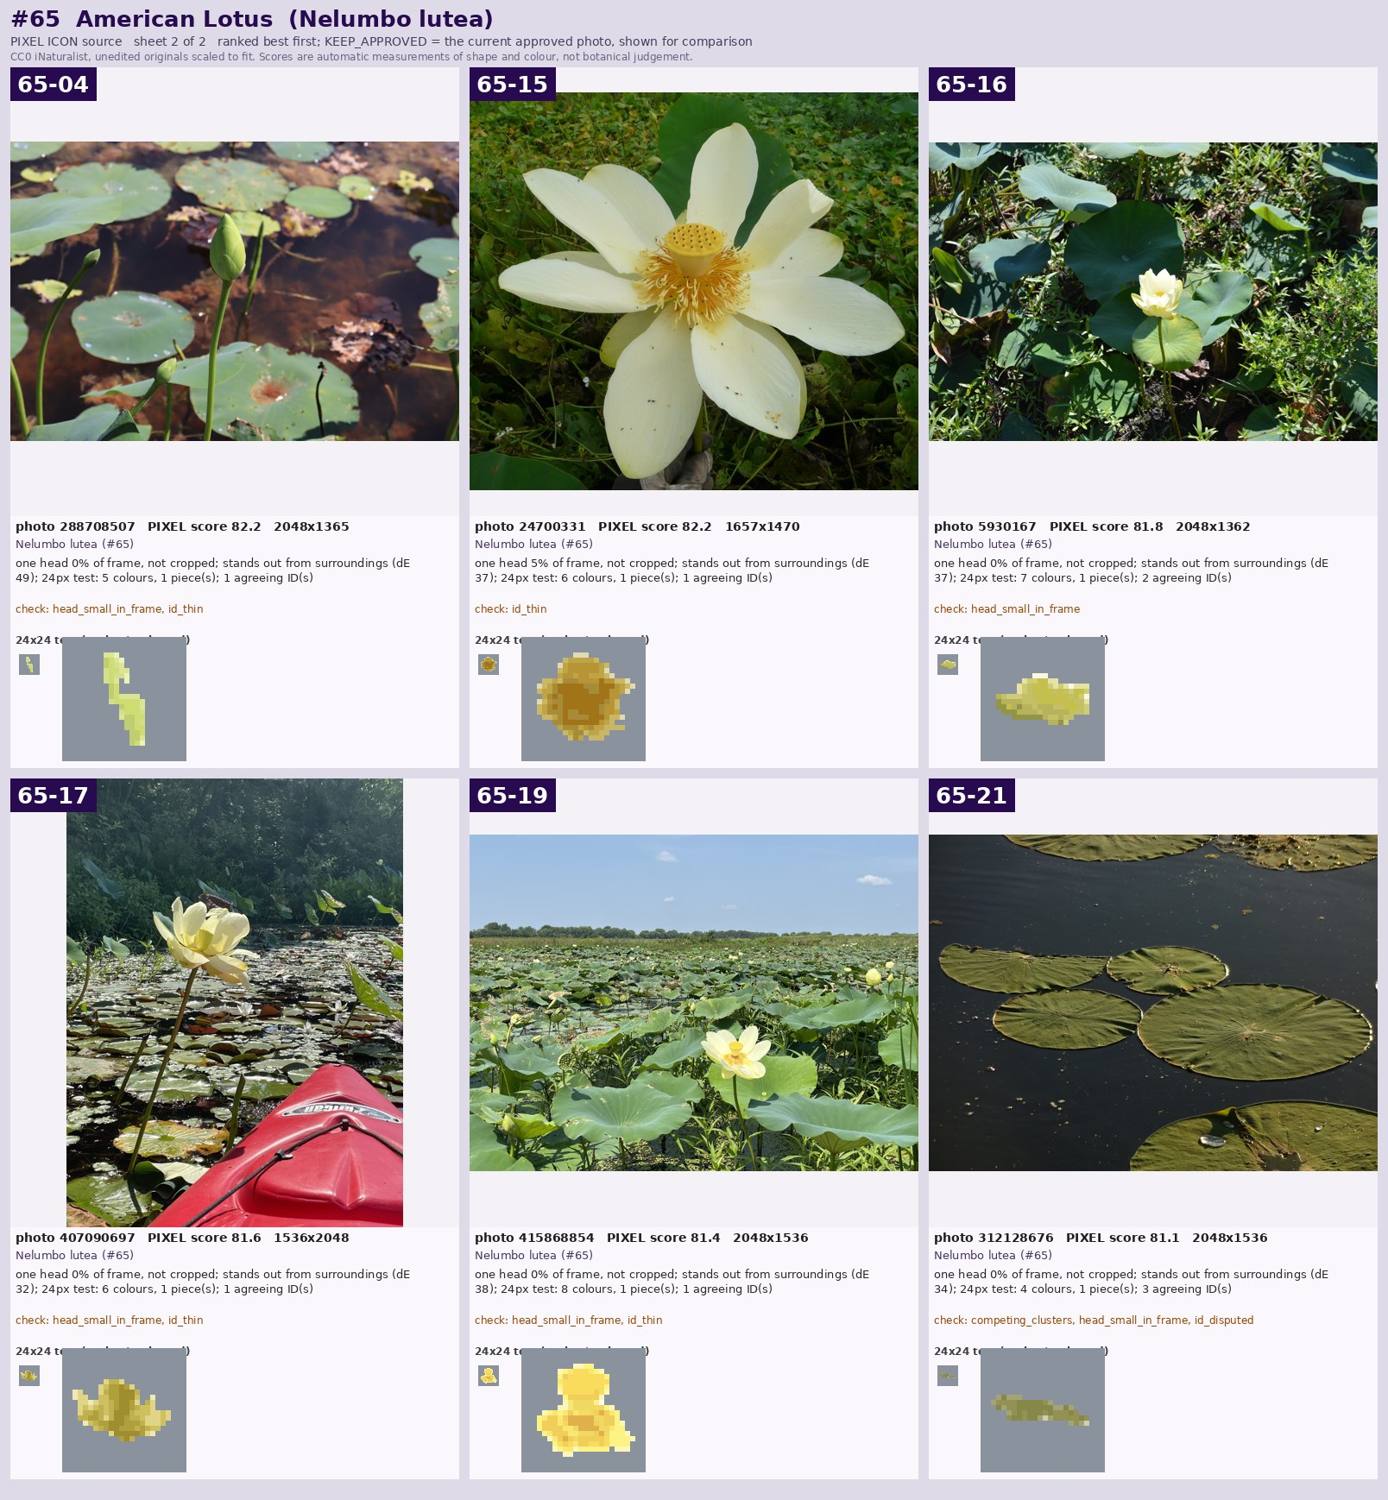 #65 American Lotus (Nelumbo lutea)
PIXEL ICON source sheet 2 of 2 ranked best first; KEEP_APPROVED = the current approved photo, shown for comparison
CC0 iNaturalist, unedited originals scaled to fit. Scores are automatic measurements of shape and colour, not botanical judgement.
65-04
65-15
65-16
photo 288708507 PIXEL score 82.2 2048x1365
Nelumbo lutea (#65)
one head 0% of frame, not cropped; stands out from surroundings (dE
49); 24px test: 5 colours, 1 piece(s); 1 agreeing ID(s)
check: head_small_in_frame, id_thin
24x24
photo 24700331 PIXEL score 82.2 1657x1470
Nelumbo lutea (#65)
one head 5% of frame, not cropped; stands out from surroundings (dE
37); 24px test: 6 colours, 1 piece(s); 1 agreeing ID(s)
check: id_thin
24x24
photo 5930167 PIXEL score 81.8 2048x1362
Nelumbo lutea (#65)
one head 0% of frame, not cropped; stands out from surroundings (dE
37); 24px test: 7 colours, 1 piece(s); 2 agreeing ID(s)
check: head_small_in_frame
24x24
65-17
65-19
65-21
photo 407090697 PIXEL score 81.6 1536x2048
Nelumbo lutea (#65)
one head 0% of frame, not cropped; stands out from surroundings (dE
32); 24px test: 6 colours, 1 piece(s); 1 agreeing ID(s)
check: head_small_in_frame, id_thin
24x24
photo 415868854 PIXEL score 81.4 2048x1536
Nelumbo lutea (#65)
one head 0% of frame, not cropped; stands out from surroundings (dE
38); 24px test: 8 colours, 1 piece(s); 1 agreeing ID(s)
check: head_small_in_frame, id_thin
24x24
photo 312128676 PIXEL score 81.1 2048x1536
Nelumbo lutea (#65)
one head 0% of frame, not cropped; stands out from surroundings (dE
34); 24px test: 4 colours, 1 piece(s); 3 agreeing ID(s)
check: competing_clusters, head_small_in_frame, id_disputed
24x24